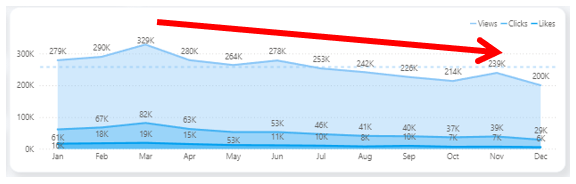 Views Clicks Likes
300K
200K
100K
0K
279K 290K 329K 280K 264K 278K 253K 242K 226K 214K 239K 200K
61K 67K 82K 63K 53K 53K 46K 41K 40K 37K 39K 29K
16K 18K 19K 15K 11K 10K 8K 10K 7K 7K 6K
Jan Feb Mar Apr May Jun Jul Aug Sep Oct Nov Dec